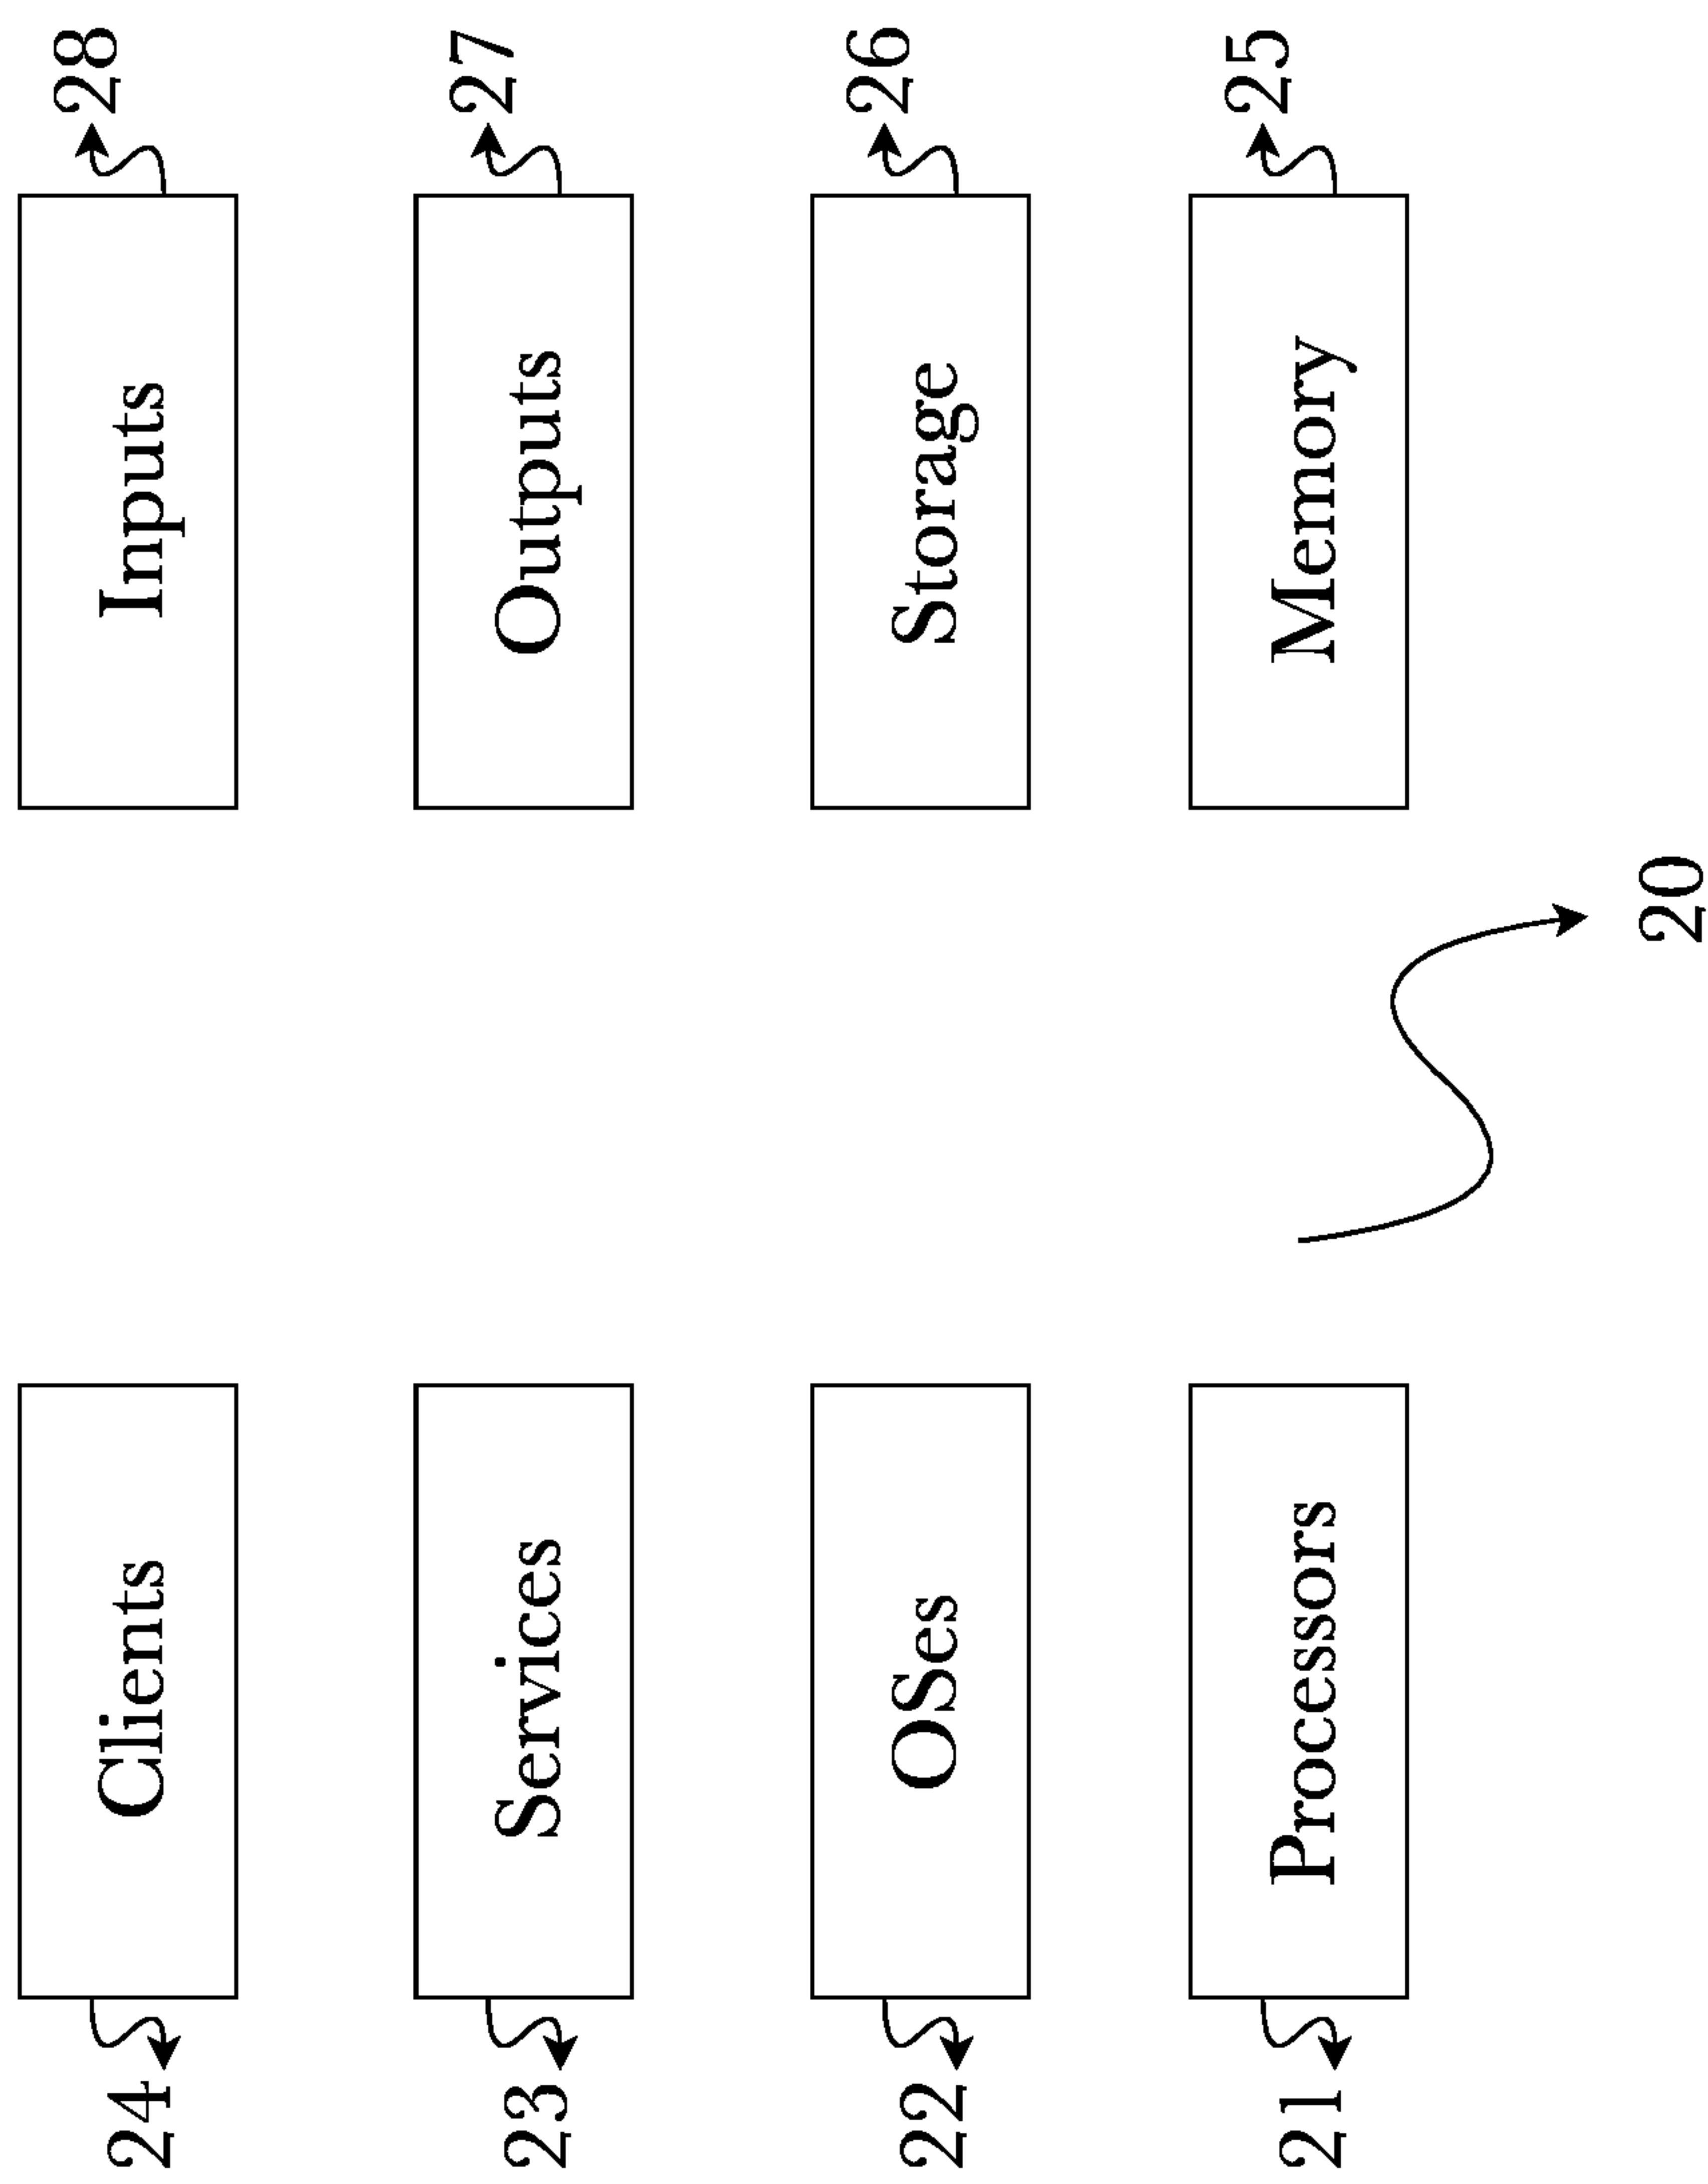 24 Clients Inputs 28
23 Services Outputs 27
22 OSes Storage 26
21 Processors Memory 25
20